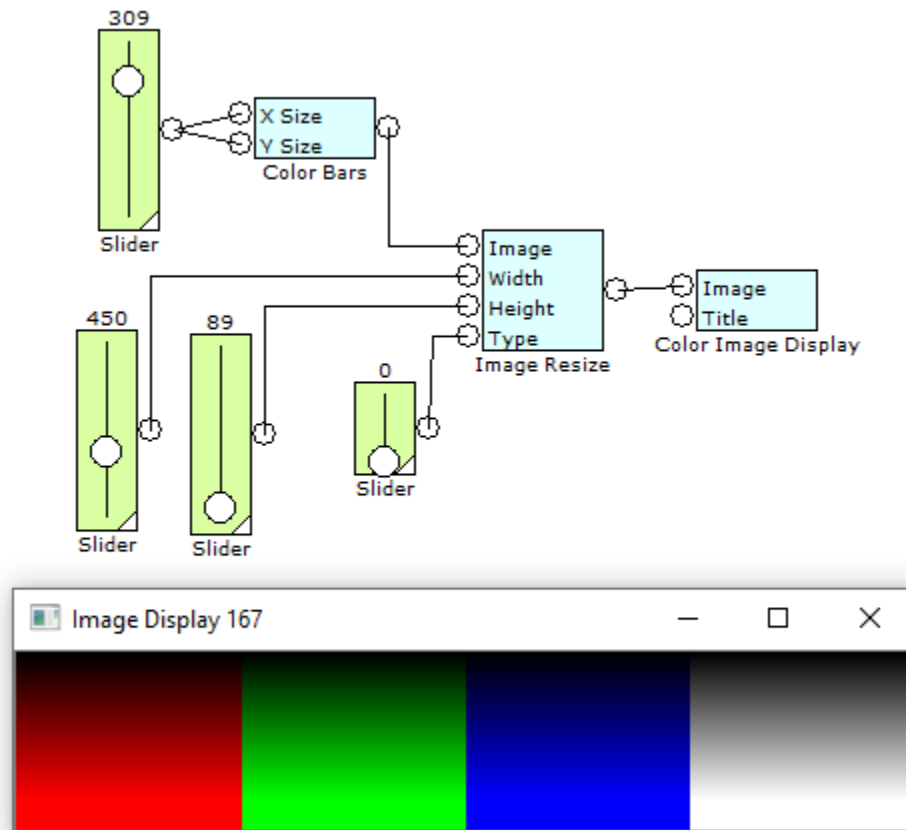 309
X Size
Y Size
Color Bars
Slider
Image
Width
Height
Type
Image Resize
Image
Title
Color Image Display
450
Slider
89
Slider
0
Slider
Image Display 167